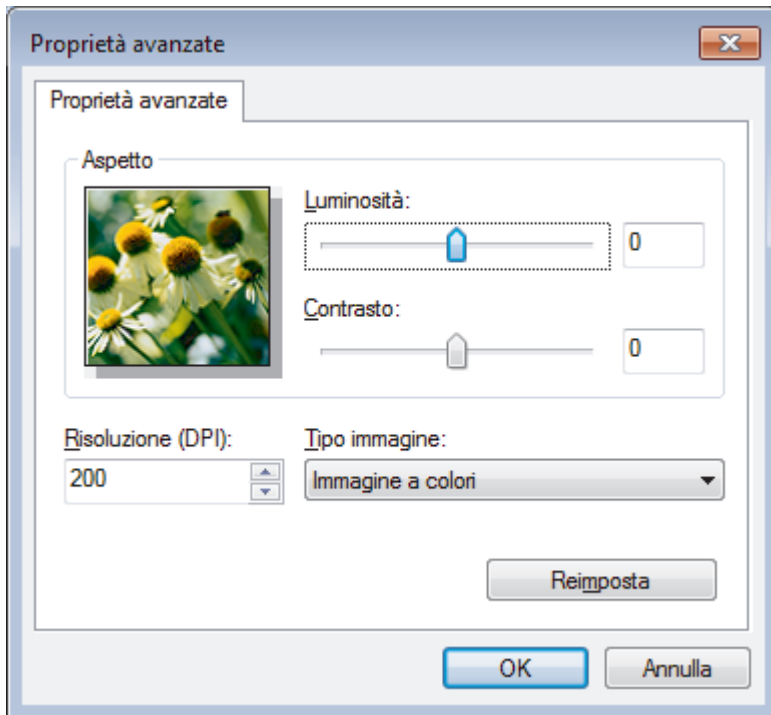 Proprietà avanzate
Proprietà avanzate
Aspetto
Luminosità:
0
Contrasto:
0
Risoluzione (DPI):
Tipo immagine:
200
Immagine a colori
Reimposta
OK
Annulla